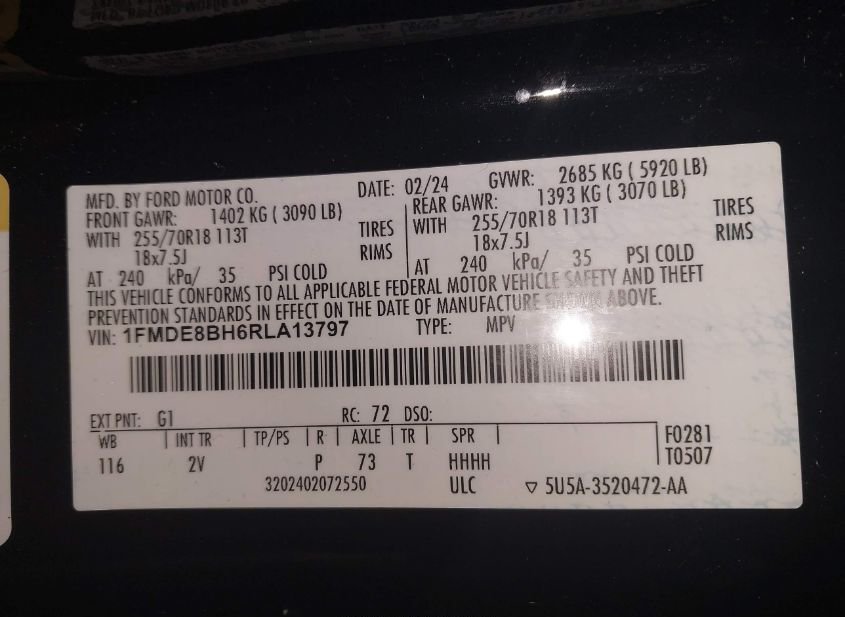 MFD. BY FORD MOTOR CO. DATE: 02/24 GVWR: 2685 KG ( 5920 LB)
FRONT GAWR: 1402 KG ( 3090 LB) REAR GAWR: 1393 KG ( 3070 LB)
WITH 255/70R18 113T TIRES WITH 255/70R18 113T TIRES
18x7.5J RIMS 18x7.5J RIMS
AT 240 kPa/ 35 PSI COLD AT 240 kPa/ 35 PSI COLD
THIS VEHICLE CONFORMS TO ALL APPLICABLE FEDERAL MOTOR VEHICLE SAFETY AND THEFT
PREVENTION STANDARDS IN EFFECT ON THE DATE OF MANUFACTURE SHOWN ABOVE.
VIN: 1FMDE8BH6RLA13797 TYPE: MPV
EXT PNT: G1 RC: 72 DSO:
WB | INT TR | TP/PS | R | AXLE | TR | SPR | F0281
116 2V P 73 T HHHH T0507
3202402072550 ULC ▽ 5U5A-3520472-AA